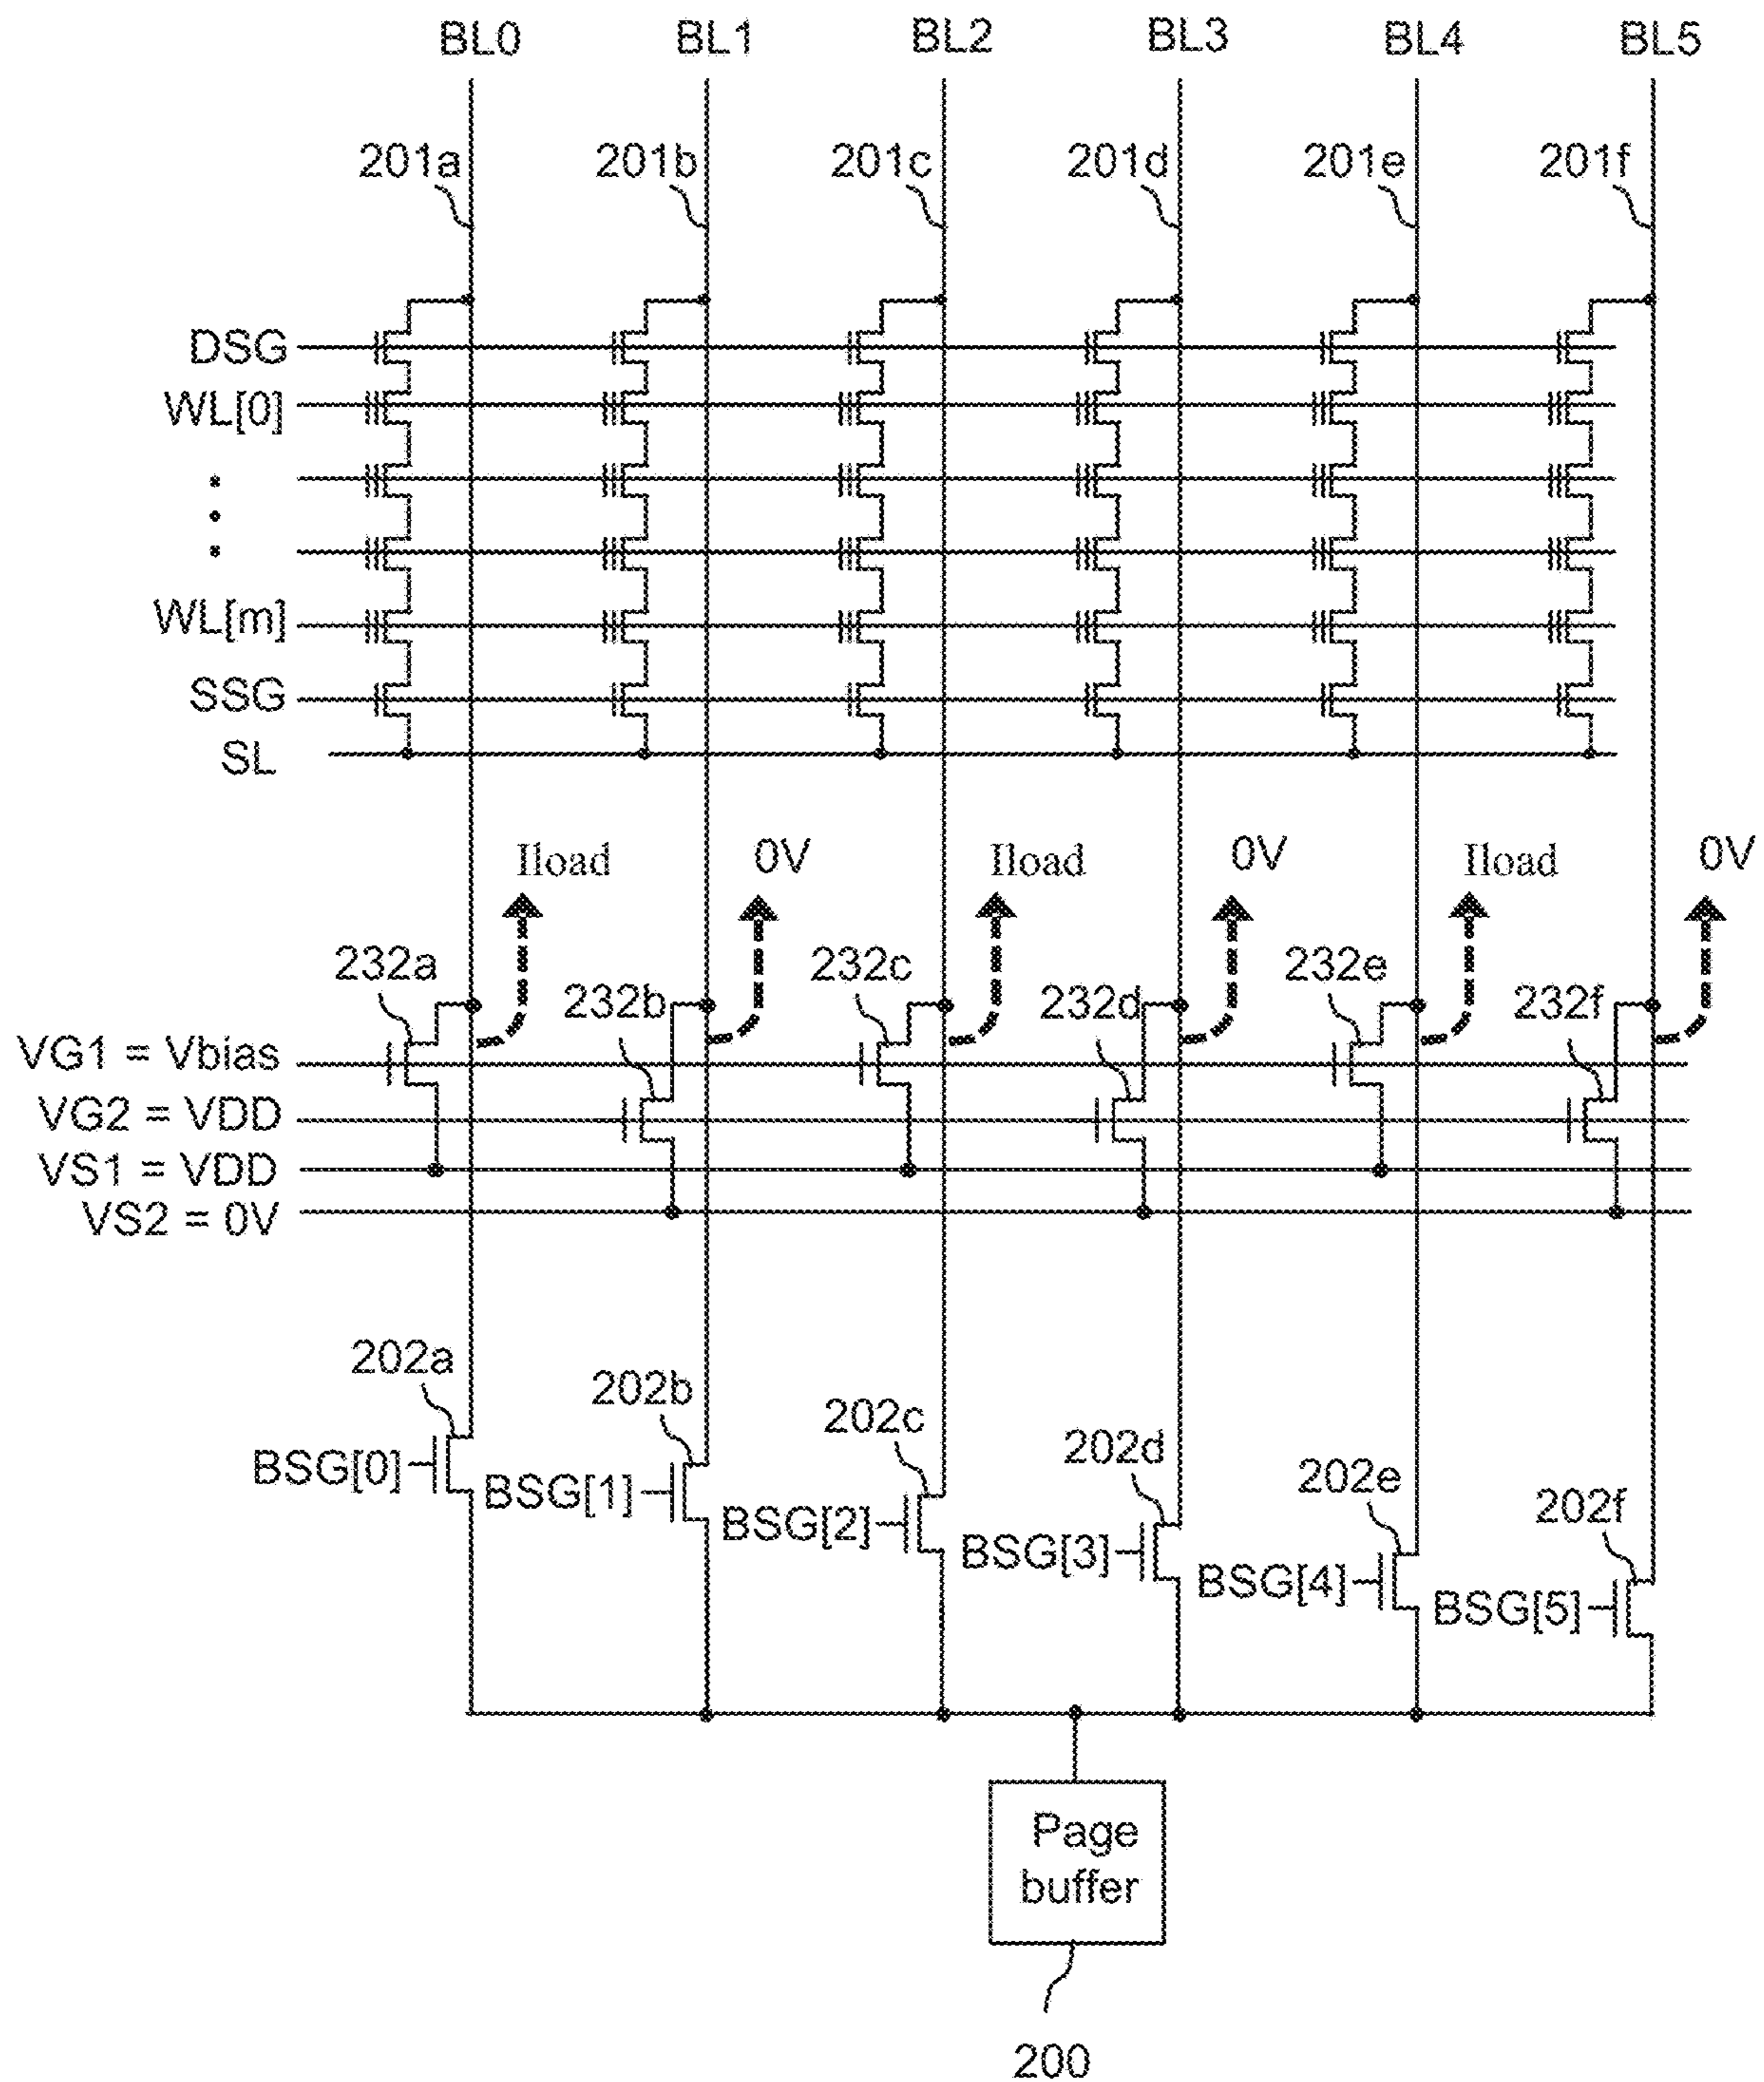 BL0 BL1 BL2 BL3 BL4 BL5
201a 201b 201c 201d 201e 201f
DSG
WL[0]
WL[m]
SSG
SL
Iload 0V Iload 0V Iload 0V
232a 232b 232c 232d 232e 232f
VG1 = Vbias
VG2 = VDD
VS1 = VDD
VS2 = 0V
202a 202b 202c 202d 202e 202f
BSG[0] BSG[1] BSG[2] BSG[3] BSG[4] BSG[5]
Page
buffer
200